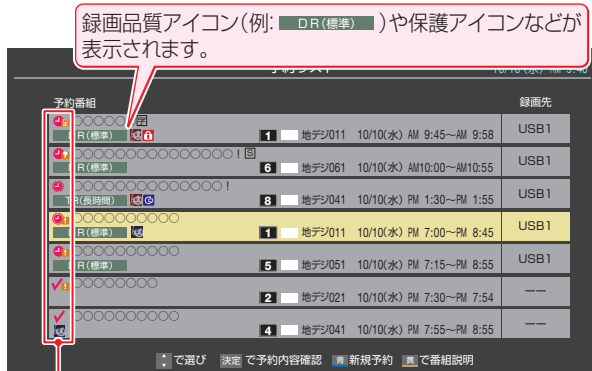 録画品質アイコン(例: DR(標準) )や保護アイコンなどが
表示されます。
予約リスト 10/10(水) AM 9:40
予約番組 録画先
○○○○○ 字
DR(標準) 1 地デジ011 10/10(水) AM 9:45～AM 9:58 USB1
○○○○○○○○○○○○○○○！S
DR(標準) 6 地デジ061 10/10(水) AM10:00～AM10:55 USB1
○○○○○○○○○○○○○○！
TR(長時間) 8 地デジ041 10/10(水) PM 1:30～PM 1:55 USB1
○○○○○○○○○○
DR(標準) 1 地デジ011 10/10(水) PM 7:00～PM 8:45 USB1
○○○○○○○○○○
DR(標準) 5 地デジ051 10/10(水) PM 7:15～PM 8:55 USB1
○○○○○○○○
2 地デジ021 10/10(水) PM 7:30～PM 7:54 ーー
○○○○○○○○○○
4 地デジ041 10/10(水) PM 7:55～PM 8:55 ーー
で選び 決定 で予約内容確認 青 新規予約 黄 で番組説明